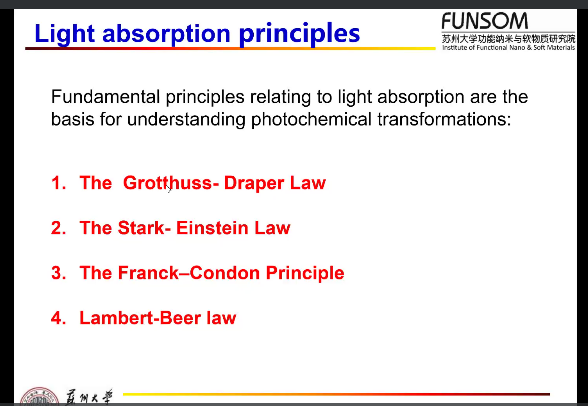 Light absorption principles
FUNSOM
苏州大学功能纳米与软物质研究院
Institute of Functional Nano & Soft Materials
Fundamental principles relating to light absorption are the
basis for understanding photochemical transformations:
1. The Grotthuss- Draper Law
2. The Stark- Einstein Law
3. The Franck–Condon Principle
4. Lambert-Beer law
苏州大学